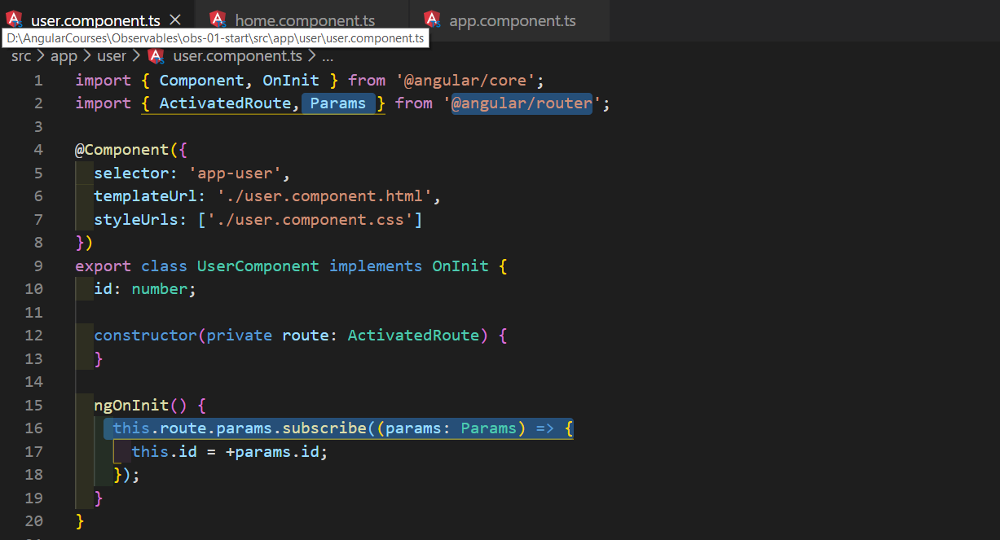 user.component.ts
home.component.ts
app.component.ts
D:\AngularCourses\Observables\obs-01-start\src\app\user\user.component.ts
src > app > user > user.component.ts > ...
1 import { Component, OnInit } from '@angular/core';
2 import { ActivatedRoute, Params } from '@angular/router';
3
4 @Component({
5   selector: 'app-user',
6   templateUrl: './user.component.html',
7   styleUrls: ['./user.component.css']
8 })
9 export class UserComponent implements OnInit {
10   id: number;
11
12   constructor(private route: ActivatedRoute) {
13   }
14
15   ngOnInit() {
16     this.route.params.subscribe((params: Params) => {
17       this.id = +params.id;
18     });
19   }
20 }